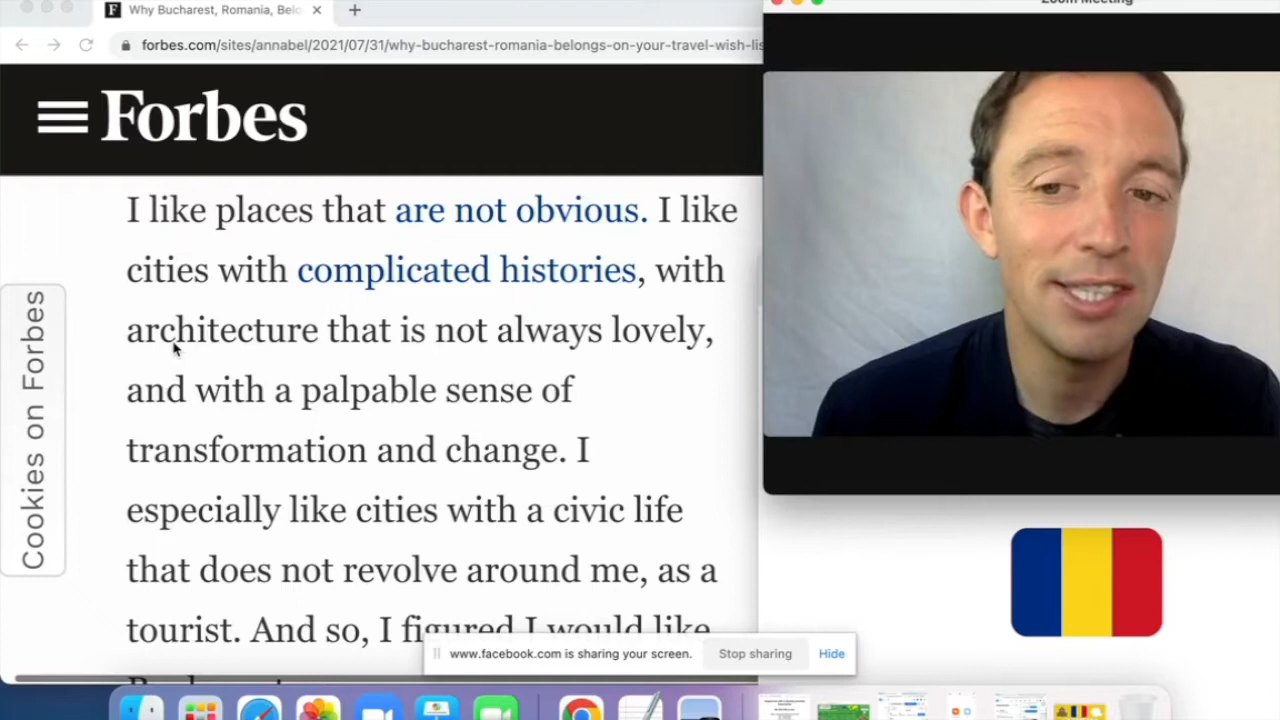 Why Bucharest, Romania, Belo
Zoom Meeting
forbes.com/sites/annabel/2021/07/31/why-bucharest-romania-belongs-on-your-travel-wish-lis
Forbes
I like places that are not obvious. I like
cities with complicated histories, with
architecture that is not always lovely,
and with a palpable sense of
transformation and change. I
especially like cities with a civic life
that does not revolve around me, as a
tourist. And so, I figured I would like
Cookies on Forbes
www.facebook.com is sharing your screen.
Stop sharing
Hide